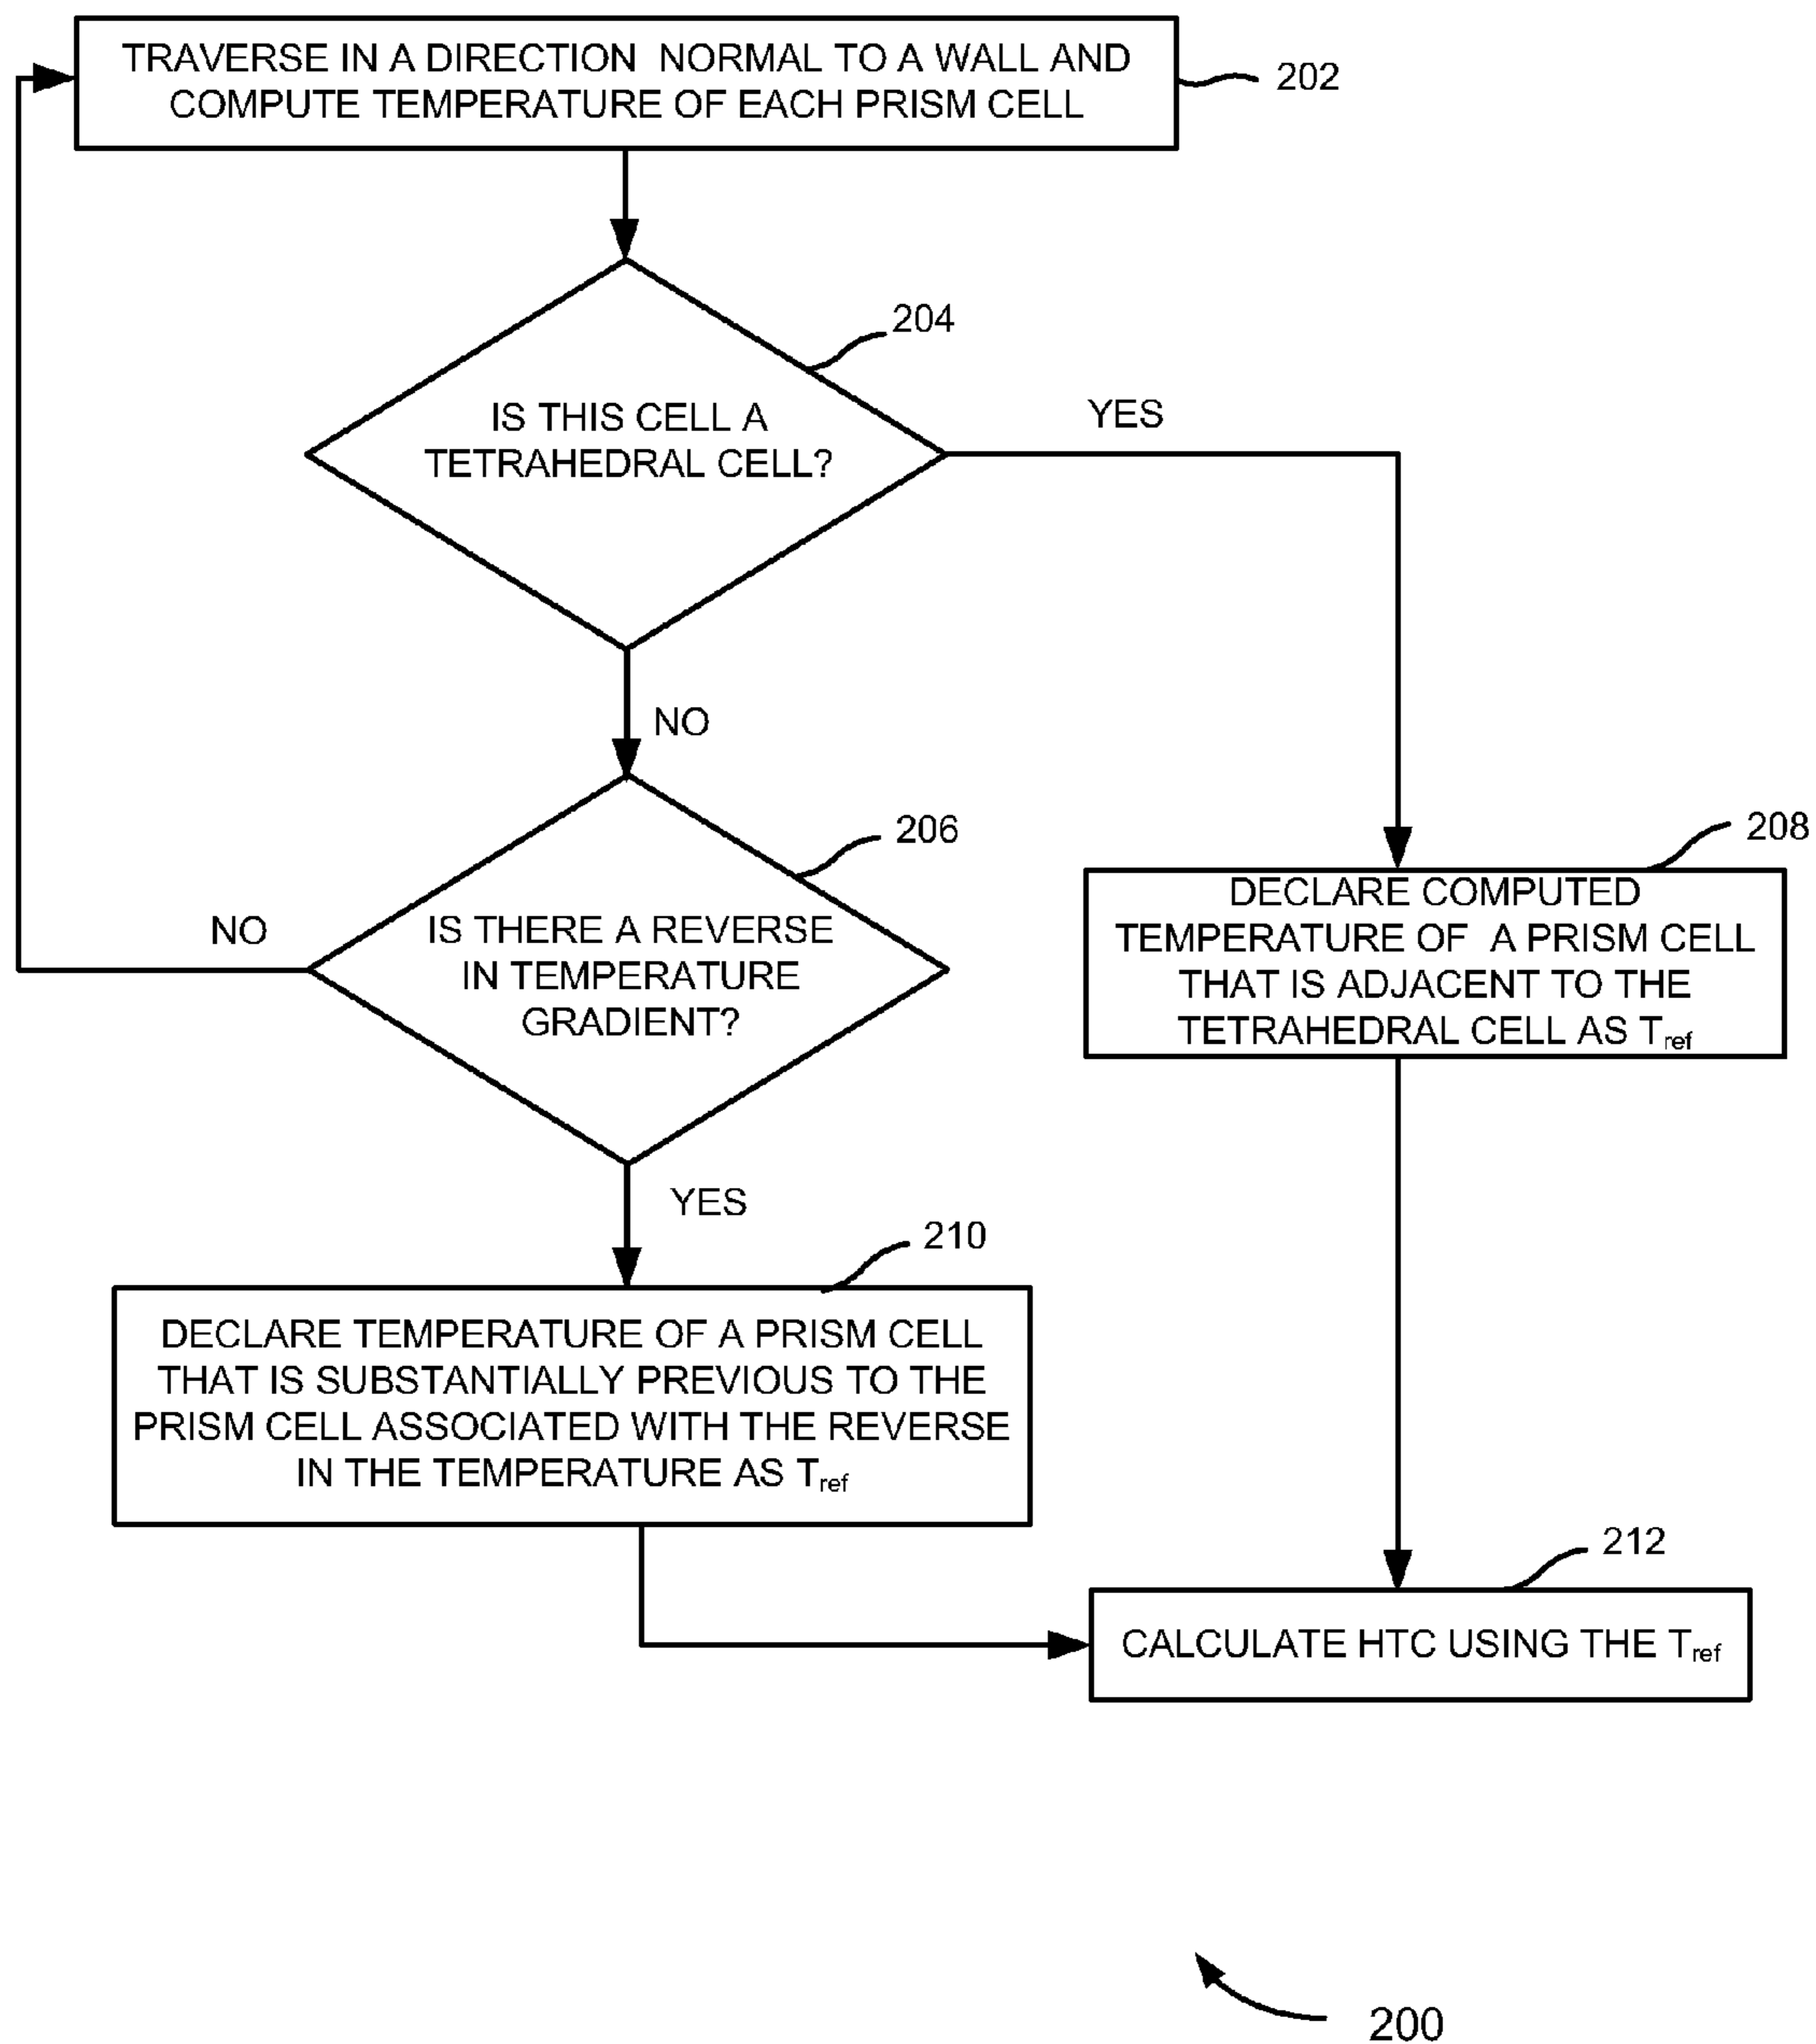 TRAVERSE IN A DIRECTION NORMAL TO A WALL AND
COMPUTE TEMPERATURE OF EACH PRISM CELL
202
204
IS THIS CELL A
TETRAHEDRAL CELL?
YES
NO
206
208
IS THERE A REVERSE
IN TEMPERATURE
GRADIENT?
NO
DECLARE COMPUTED
TEMPERATURE OF A PRISM CELL
THAT IS ADJACENT TO THE
TETRAHEDRAL CELL AS Tref
YES
210
DECLARE TEMPERATURE OF A PRISM CELL
THAT IS SUBSTANTIALLY PREVIOUS TO THE
PRISM CELL ASSOCIATED WITH THE REVERSE
IN THE TEMPERATURE AS Tref
212
CALCULATE HTC USING THE Tref
200